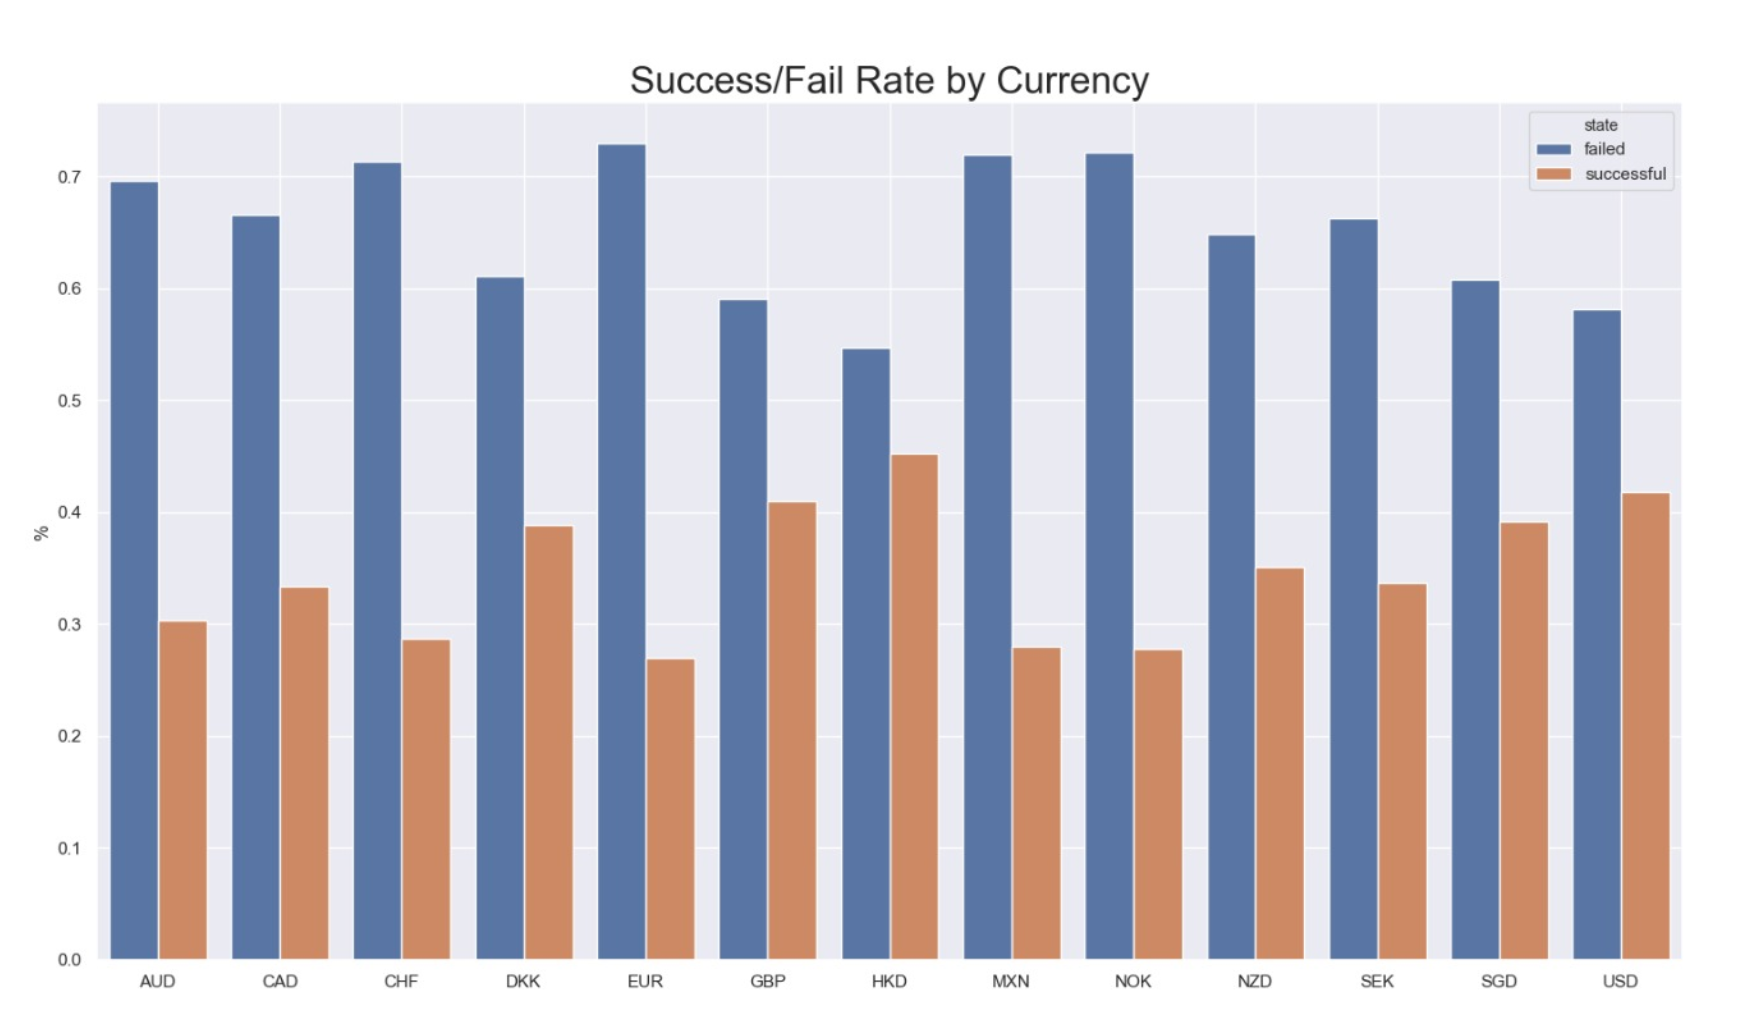 Success/Fail Rate by Currency
state
failed
successful
0.7
0.6
0.5
0.4
0.3
0.2
0.1
0.0
%
AUD CAD CHF DKK EUR GBP HKD MXN NOK NZD SEK SGD USD